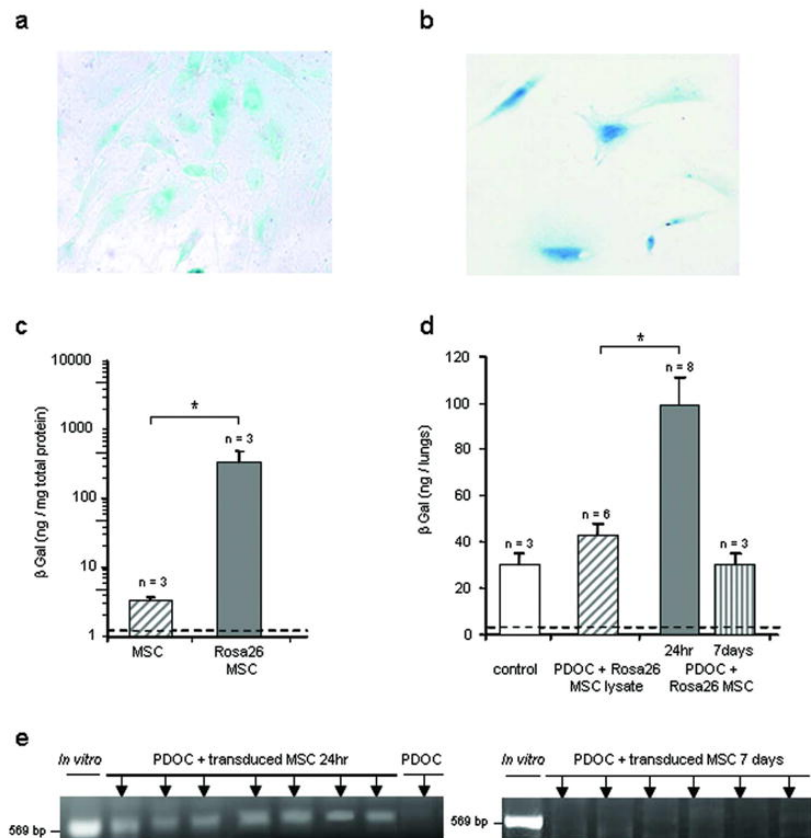 a
b
c
10000
1000
100
10
1
β Gal (ng / mg total protein)
*
n = 3
n = 3
MSC
Rosa26
MSC
d
120
100
80
60
40
20
0
β Gal (ng / lungs)
*
n = 3
n = 6
n = 8
n = 3
24hr
7days
control
PDOC + Rosa26
MSC lysate
PDOC +
Rosa26 MSC
e
In vitro
PDOC + transduced MSC 24hr
PDOC
569 bp
In vitro
PDOC + transduced MSC 7 days
569 bp